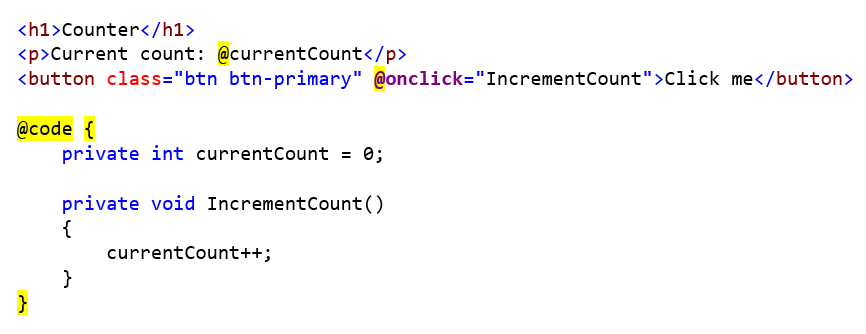 <h1>Counter</h1>
<p>Current count: @currentCount</p>
<button class="btn btn-primary" @onclick="IncrementCount">Click me</button>

@code {
    private int currentCount = 0;

    private void IncrementCount()
    {
        currentCount++;
    }
}